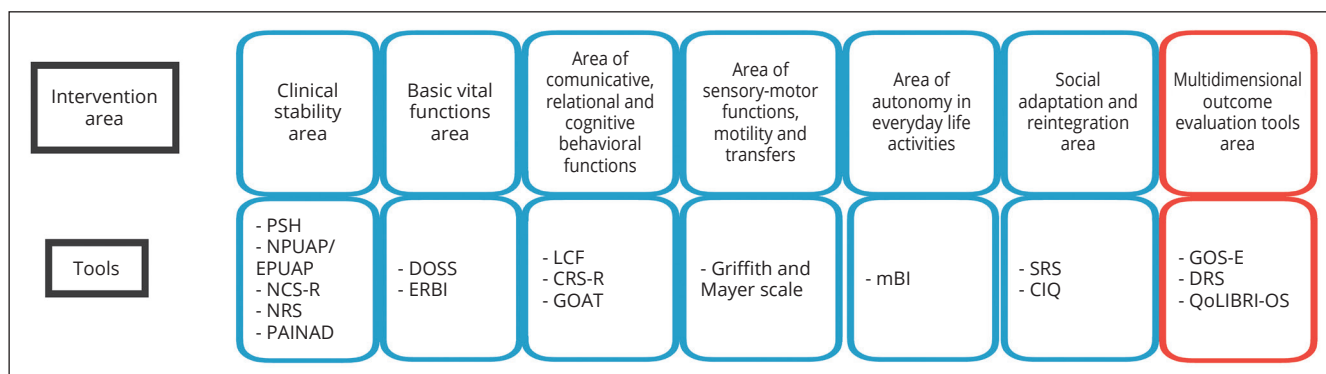 Intervention
area
Clinical
stability
area
Basic vital
functions area
Area of
comunicative,
relational and
cognitive
behavioral
functions
Area of
sensory-motor
functions,
motility and
transfers
Area of
autonomy in
everyday life
activities
Social
adaptation and
reintegration
area
Multidimensional
outcome
evaluation tools
area
Tools
- PSH
- NPUAP/
EPUAP
- NCS-R
- NRS
- PAINAD
- DOSS
- ERBI
- LCF
- CRS-R
- GOAT
- Griffith and
Mayer scale
- mBI
- SRS
- CIQ
- GOS-E
- DRS
- QoLIBRI-OS